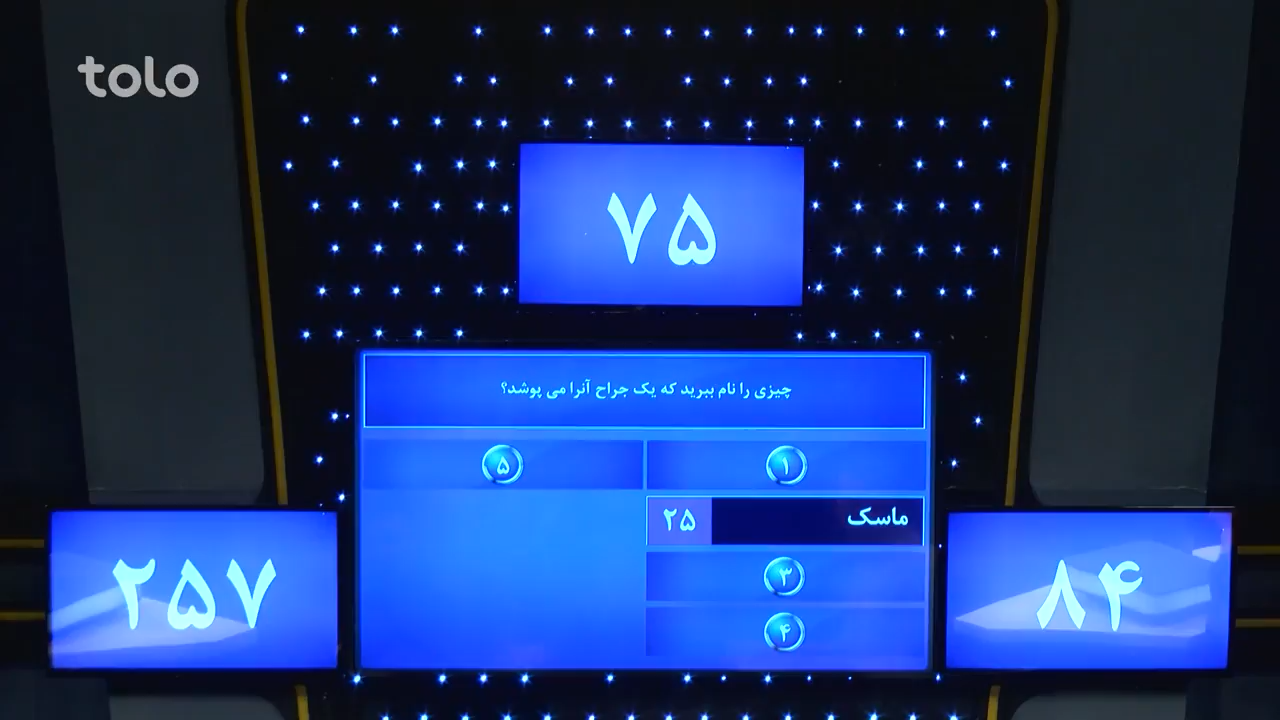 tolo
۷۵
چیزی را نام ببرید که یک جراح آنرا می پوشد؟
۱
ماسک ۲۵
۳
۴
۵
۲۵۷
۸۴